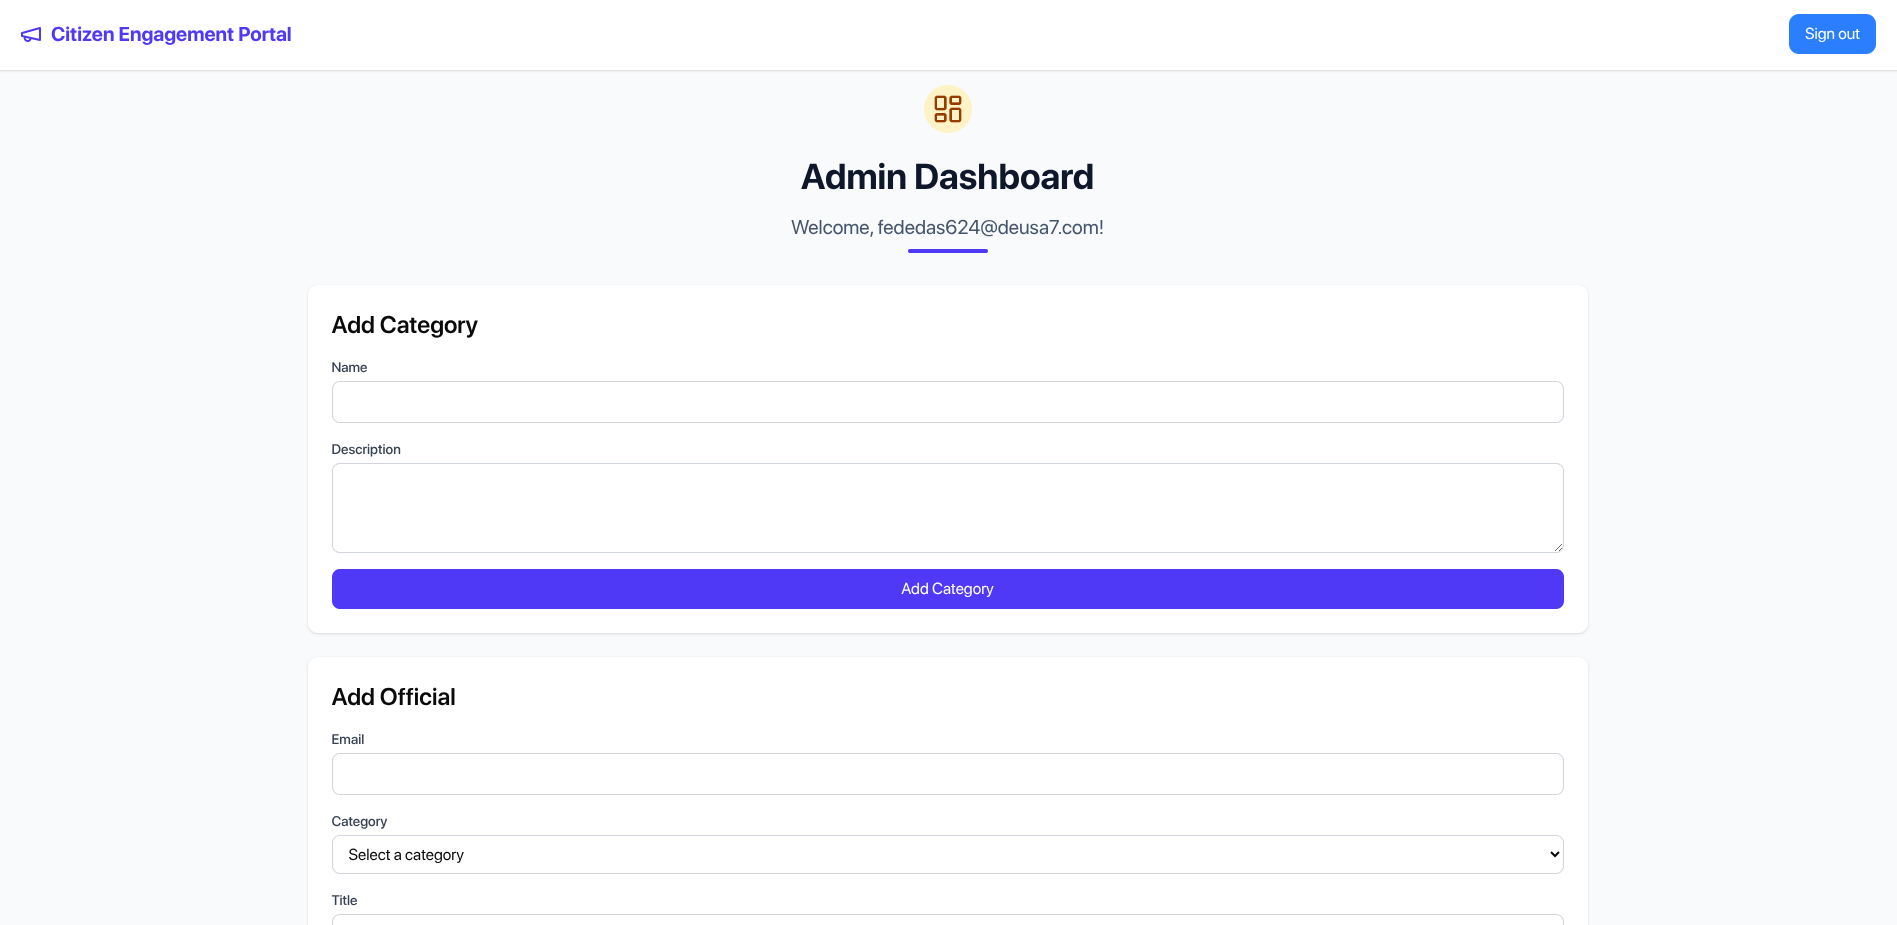 Citizen Engagement Portal
Sign out
Admin Dashboard
Welcome, fededas624@deusa7.com!
Add Category
Name
Description
Add Category
Add Official
Email
Category
Select a category
Title